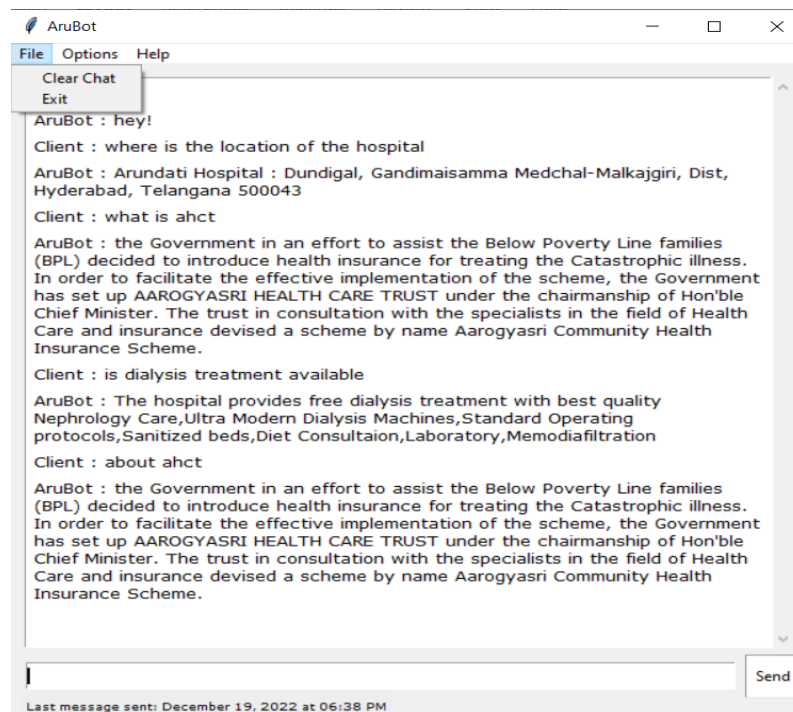 AruBot
File Options Help
Clear Chat
Exit
AruBot : hey!
Client : where is the location of the hospital
AruBot : Arundati Hospital : Dundigal, Gandimaisamma Medchal-Malkajgiri, Dist,
Hyderabad, Telangana 500043
Client : what is ahct
AruBot : the Government in an effort to assist the Below Poverty Line families
(BPL) decided to introduce health insurance for treating the Catastrophic illness.
In order to facilitate the effective implementation of the scheme, the Government
has set up AAROGYASRI HEALTH CARE TRUST under the chairmanship of Hon'ble
Chief Minister. The trust in consultation with the specialists in the field of Health
Care and insurance devised a scheme by name Aarogyasri Community Health
Insurance Scheme.
Client : is dialysis treatment available
AruBot : The hospital provides free dialysis treatment with best quality
Nephrology Care,Ultra Modern Dialysis Machines,Standard Operating
protocols,Sanitized beds,Diet Consultaion,Laboratory,Memodiafiltration
Client : about ahct
AruBot : the Government in an effort to assist the Below Poverty Line families
(BPL) decided to introduce health insurance for treating the Catastrophic illness.
In order to facilitate the effective implementation of the scheme, the Government
has set up AAROGYASRI HEALTH CARE TRUST under the chairmanship of Hon'ble
Chief Minister. The trust in consultation with the specialists in the field of Health
Care and insurance devised a scheme by name Aarogyasri Community Health
Insurance Scheme.
Send
Last message sent: December 19, 2022 at 06:38 PM